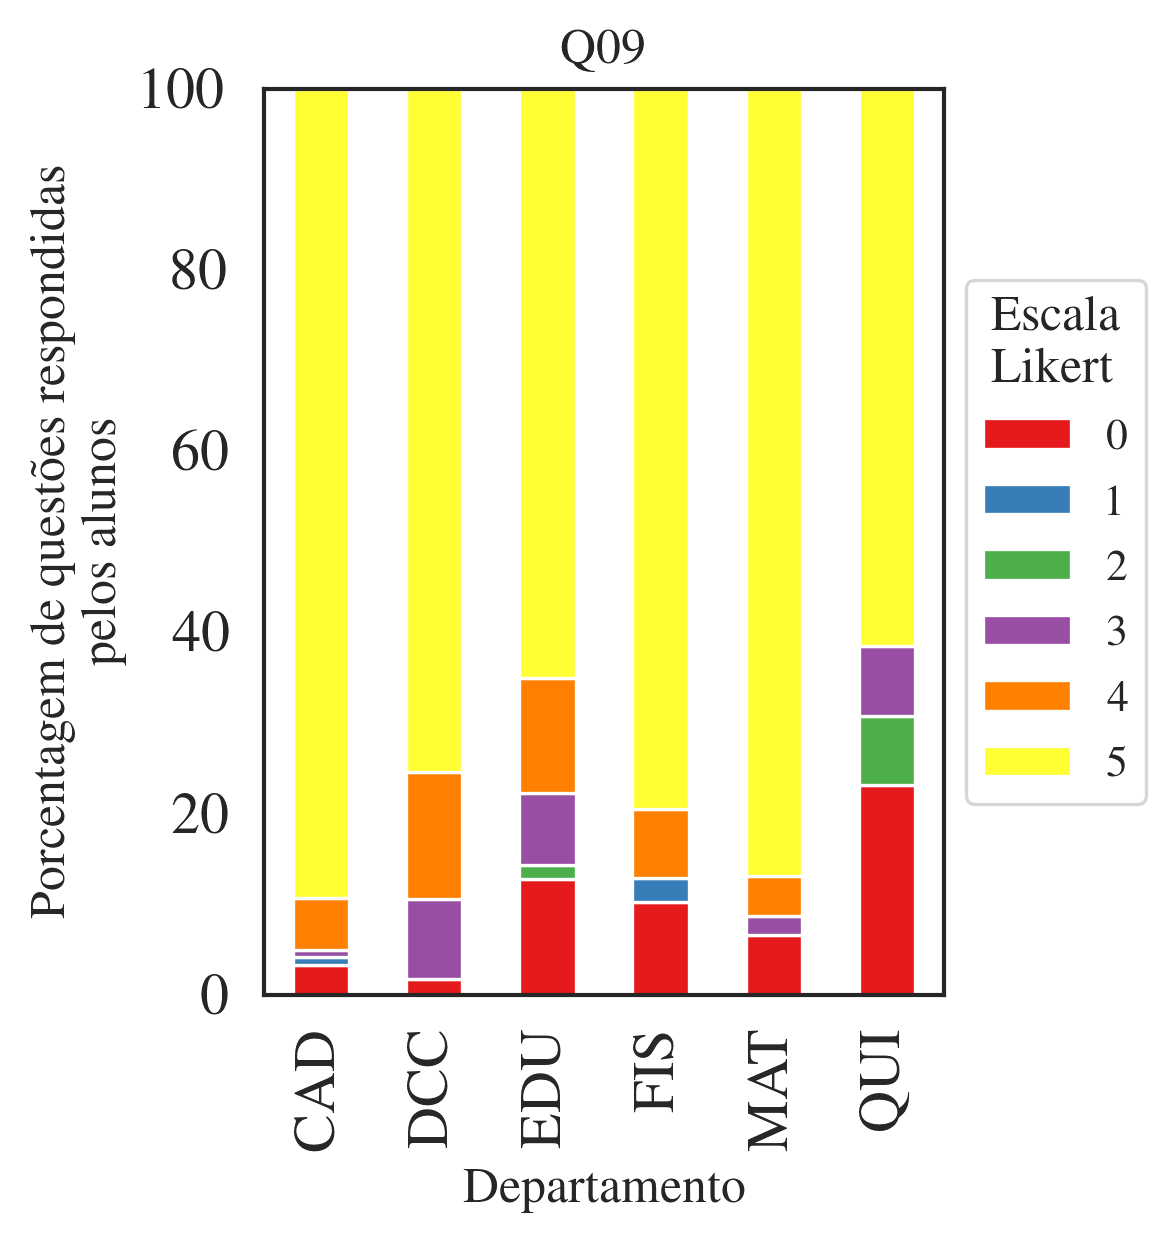 Q09
100
80
60
40
20
0
Porcentagem de questões respondidas
pelos alunos
CAD
DCC
EDU
FIS
MAT
QUI
Departamento
Escala
Likert
0
1
2
3
4
5